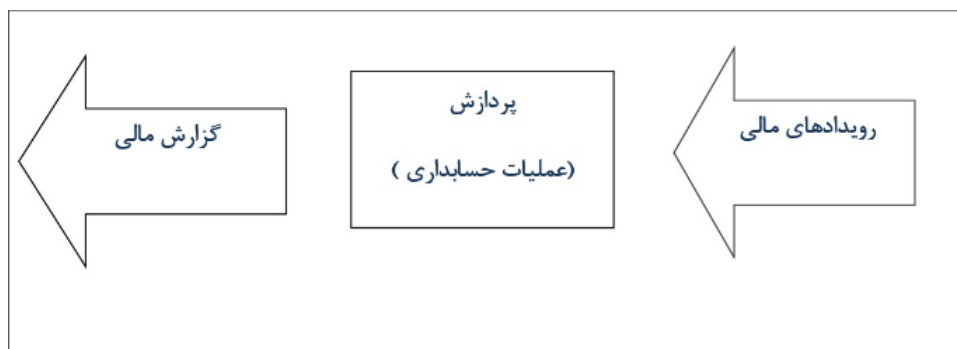 رویدادهای مالی
پردازش
(عملیات حسابداری )
گزارش مالی